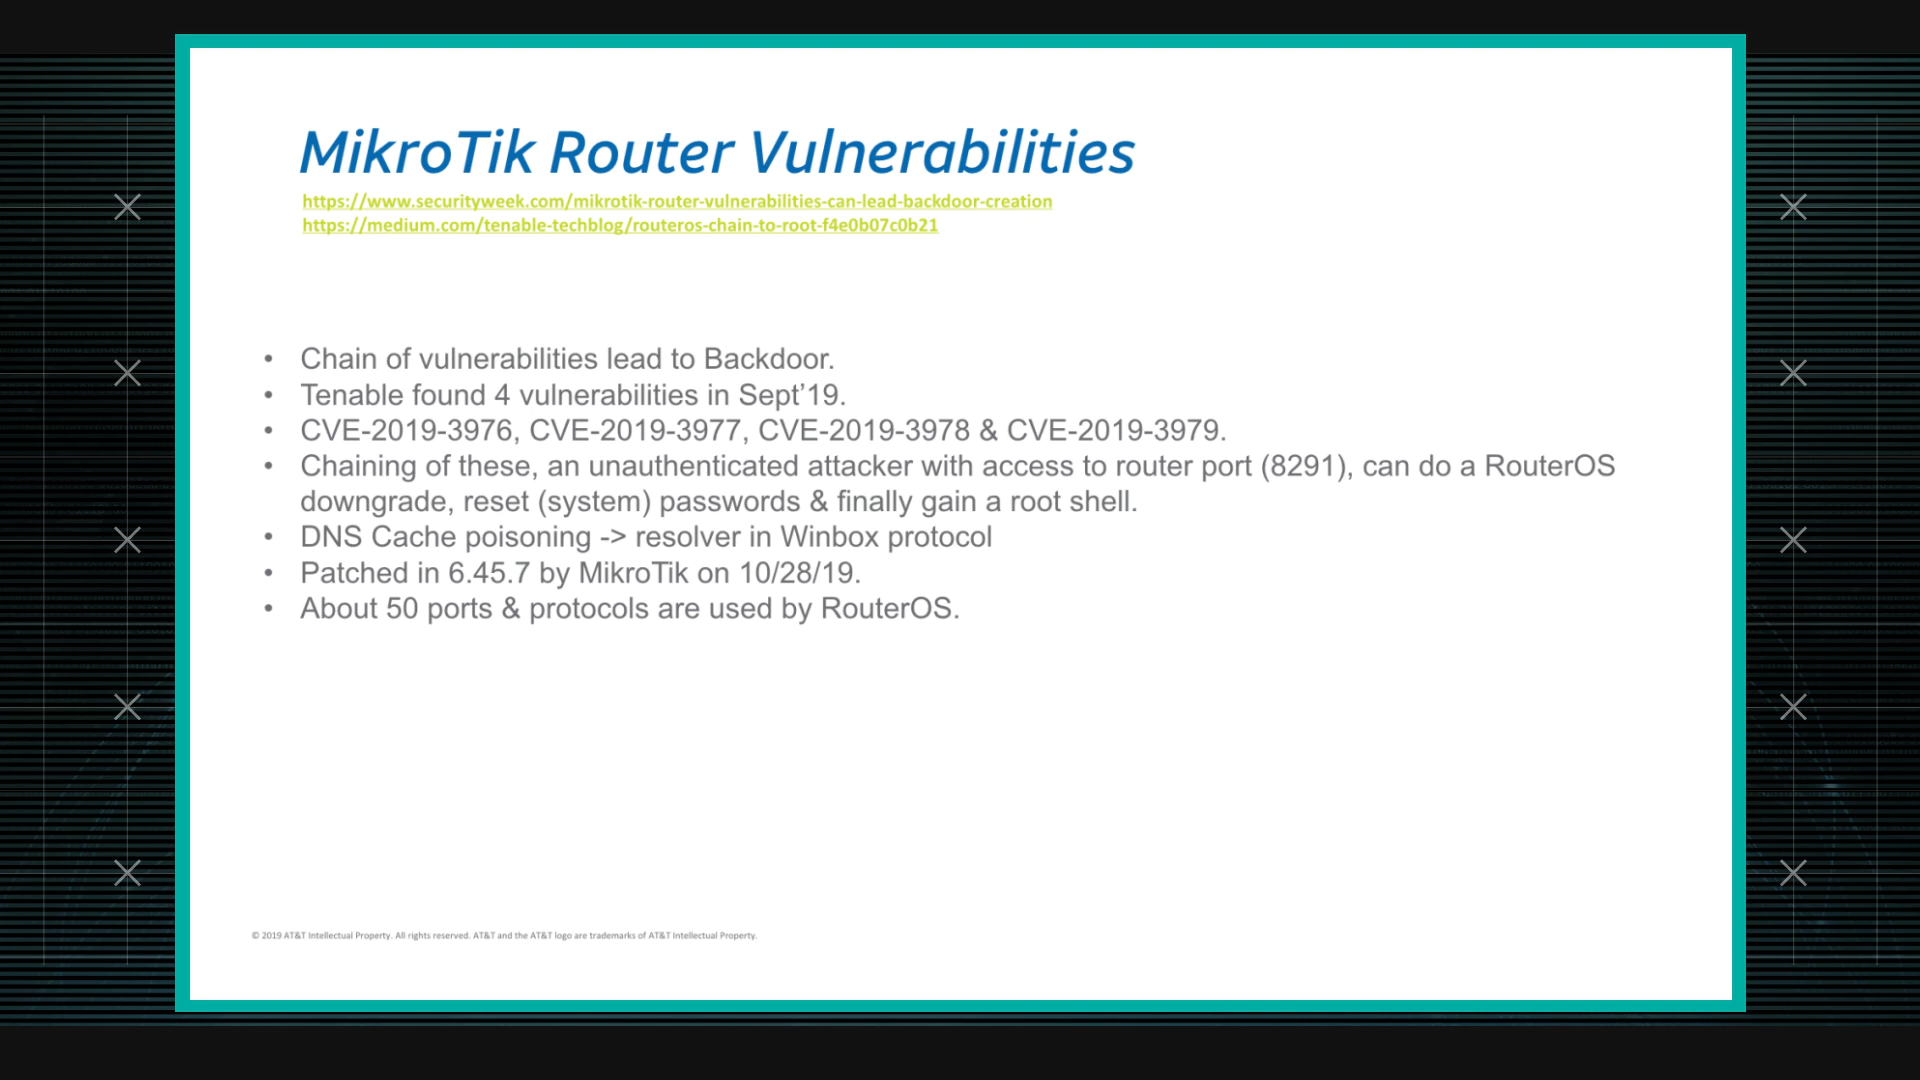 MikroTik Router Vulnerabilities
https://www.securityweek.com/mikrotik-router-vulnerabilities-can-lead-backdoor-creation
https://medium.com/tenable-techblog/routeros-chain-to-root-f4e0b07c0b21
• Chain of vulnerabilities lead to Backdoor.
• Tenable found 4 vulnerabilities in Sept’19.
• CVE-2019-3976, CVE-2019-3977, CVE-2019-3978 & CVE-2019-3979.
• Chaining of these, an unauthenticated attacker with access to router port (8291), can do a RouterOS
downgrade, reset (system) passwords & finally gain a root shell.
• DNS Cache poisoning -> resolver in Winbox protocol
• Patched in 6.45.7 by MikroTik on 10/28/19.
• About 50 ports & protocols are used by RouterOS.
© 2019 AT&T Intellectual Property. All rights reserved. AT&T and the AT&T logo are trademarks of AT&T Intellectual Property.